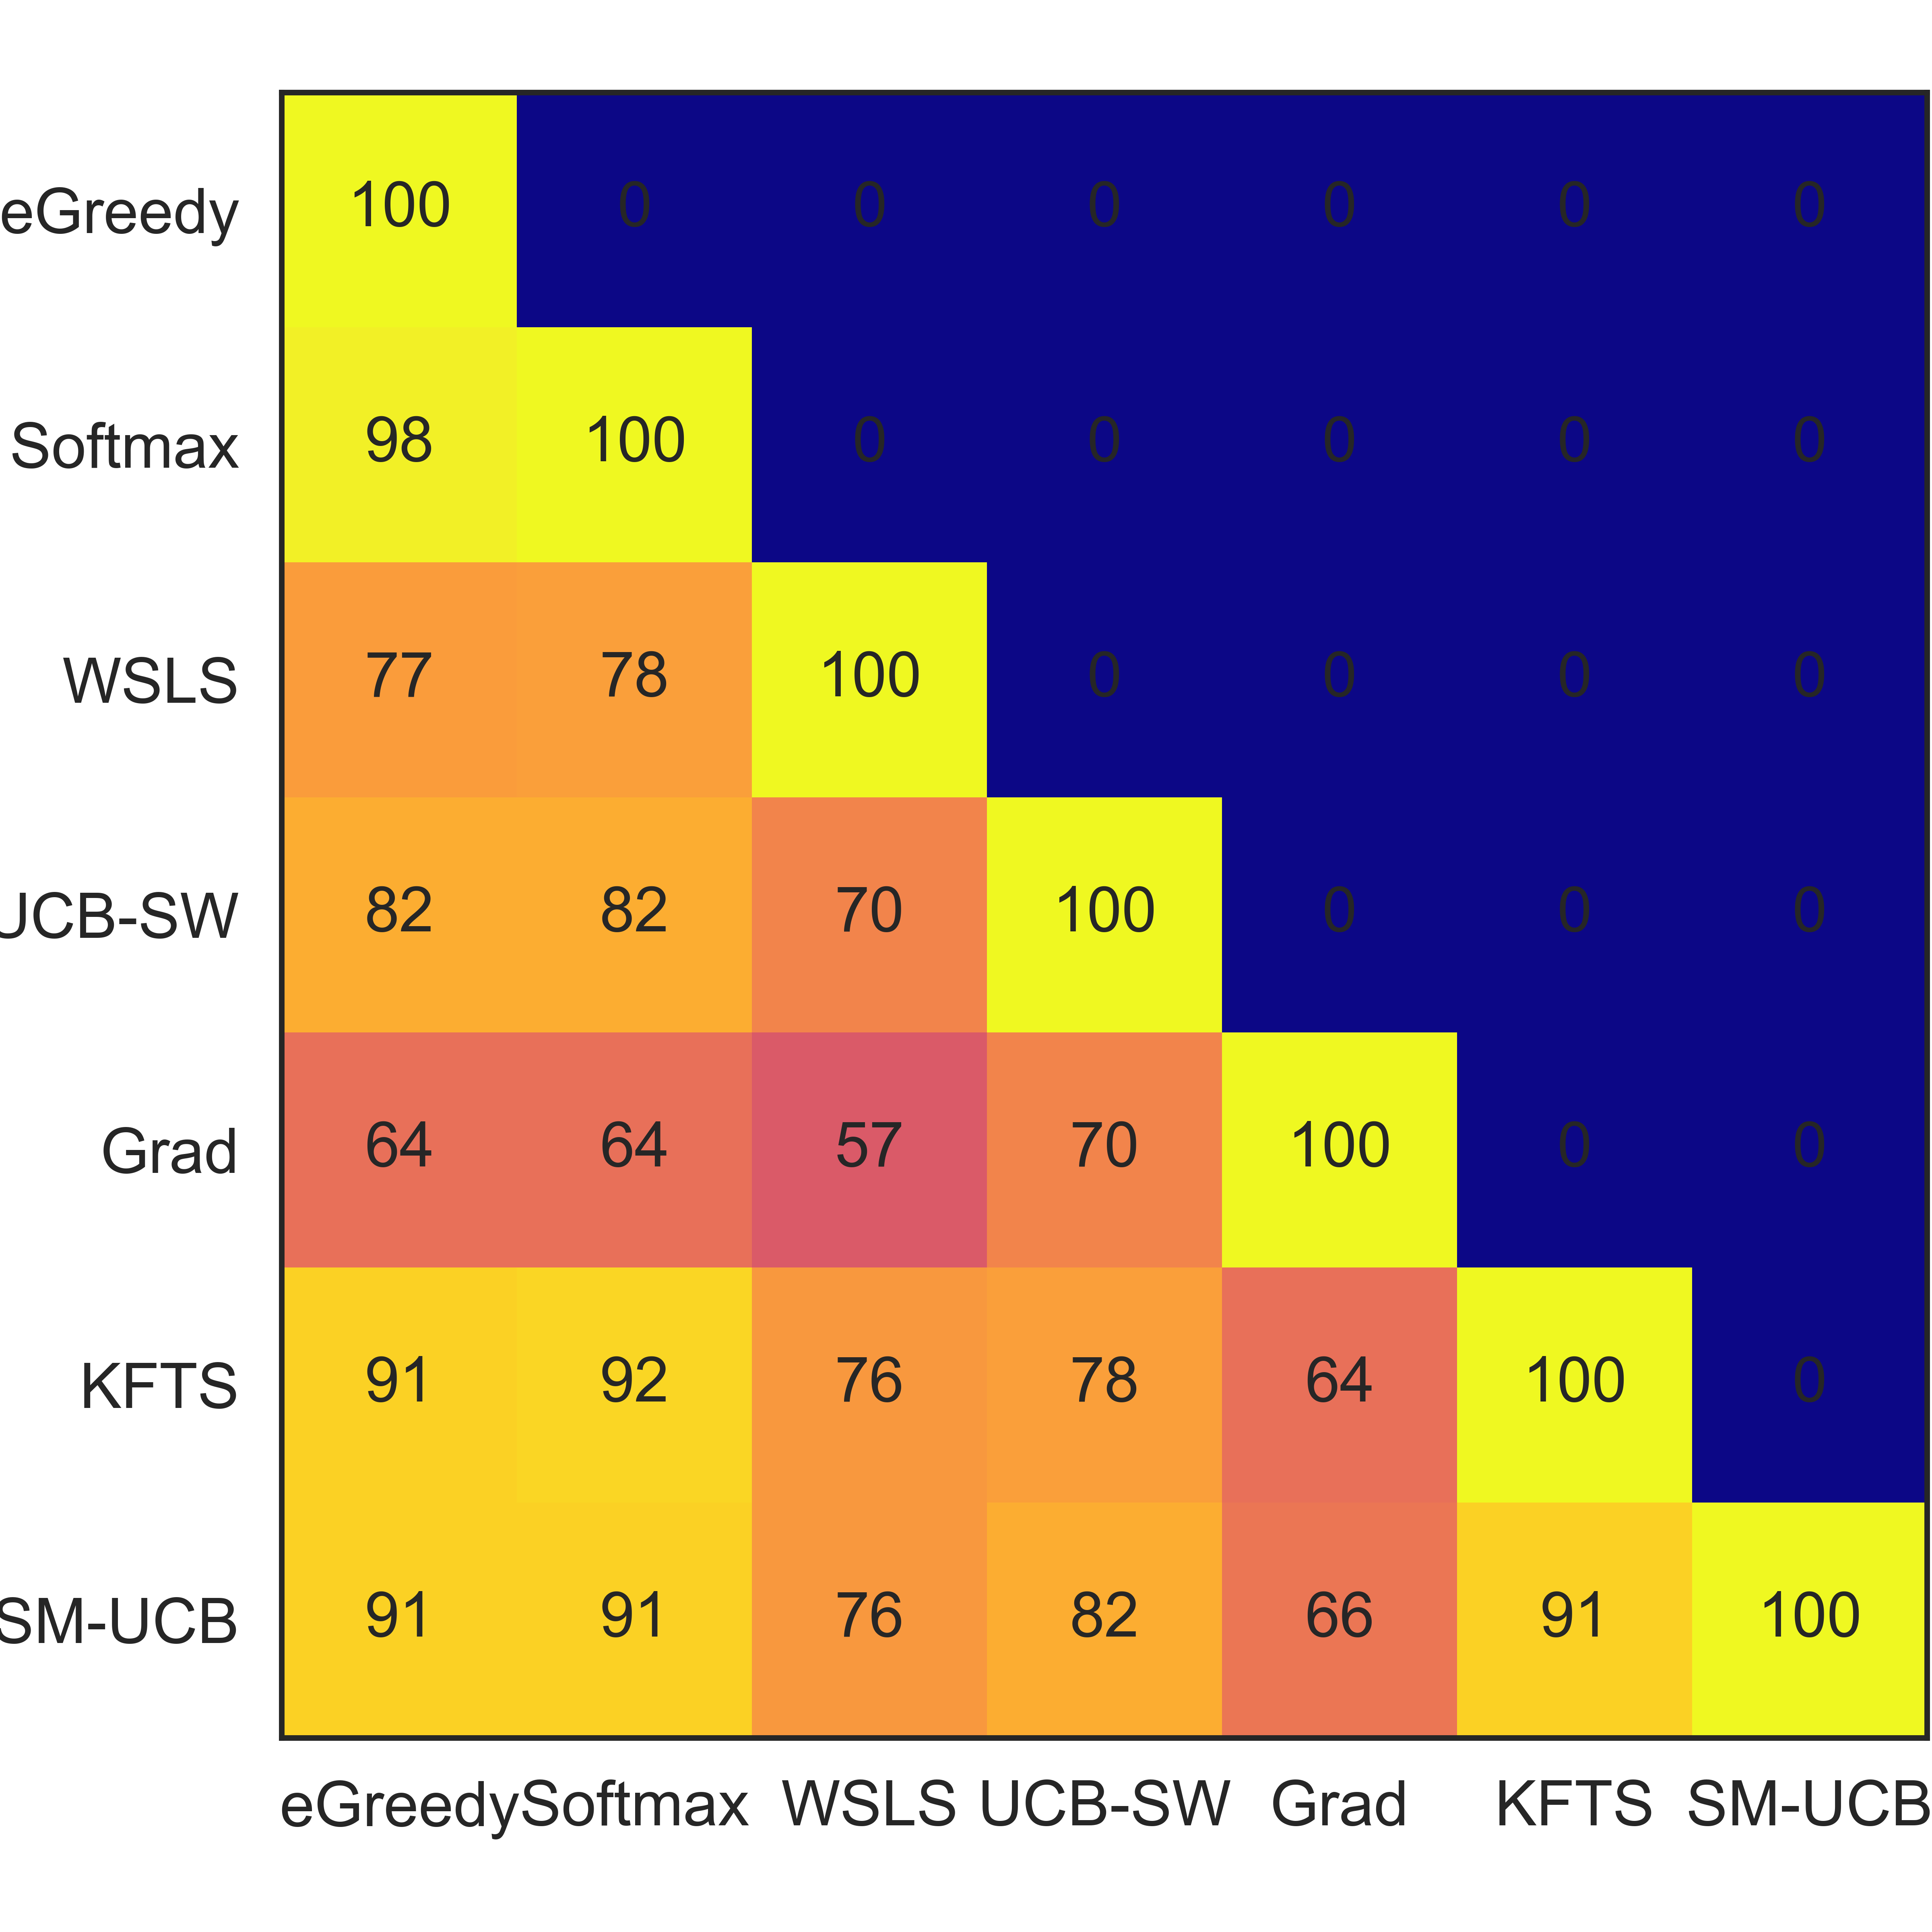 eGreedy 100 0 0 0 0 0 0
Softmax 98 100 0 0 0 0 0
WSLS 77 78 100 0 0 0 0
UCB-SW 82 82 70 100 0 0 0
Grad 64 64 57 70 100 0 0
KFTS 91 92 76 78 64 100 0
SM-UCB 91 91 76 82 66 91 100
eGreedy Softmax WSLS UCB-SW Grad KFTS SM-UCB